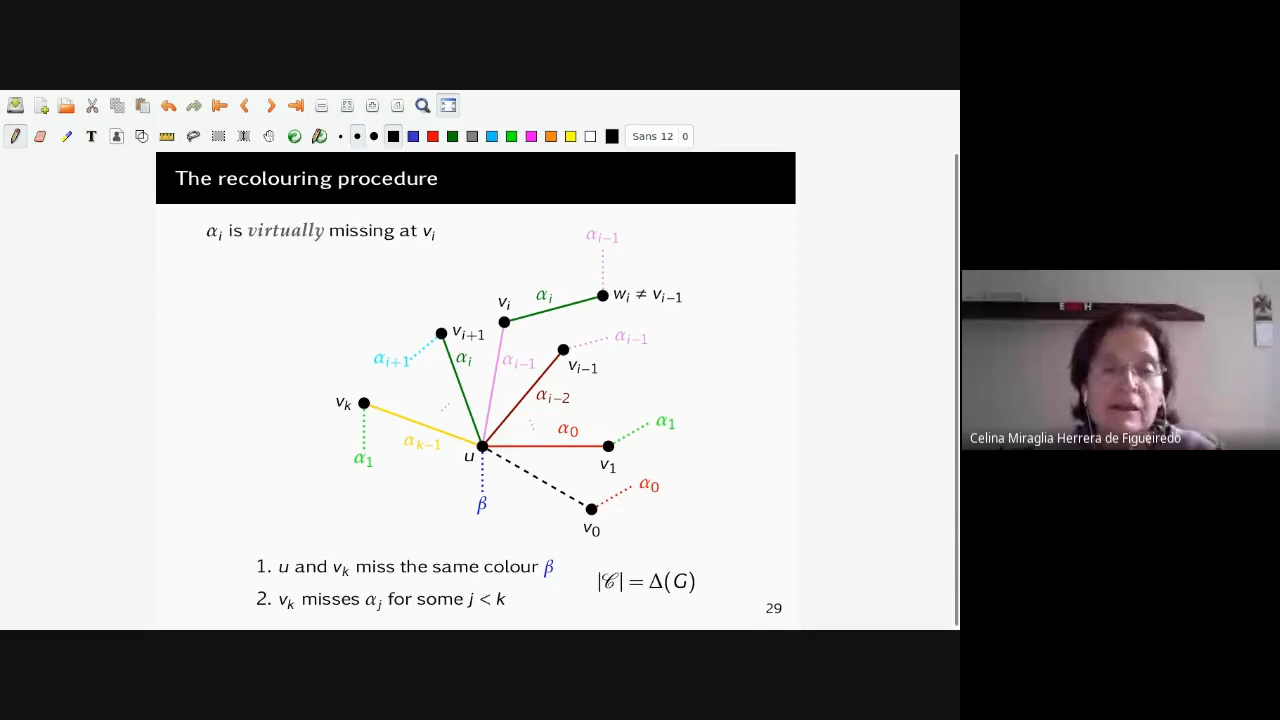 Sans 12 0
The recolouring procedure
αᵢ is virtually missing at vᵢ
αᵢ₋₁
vᵢ
αᵢ
wᵢ ≠ vᵢ₋₁
vᵢ₊₁
αᵢ₋₁
αᵢ₊₁
αᵢ
αᵢ₋₁
vᵢ₋₁
vₖ
αᵢ₋₂
α₁
αₖ₋₁
α₀
u
v₁
α₁
β
α₀
v₀
1. u and vₖ miss the same colour β
|𝒞| = Δ(G)
2. vₖ misses αⱼ for some j < k
29
Celina Miraglia Herrera de Figueiredo